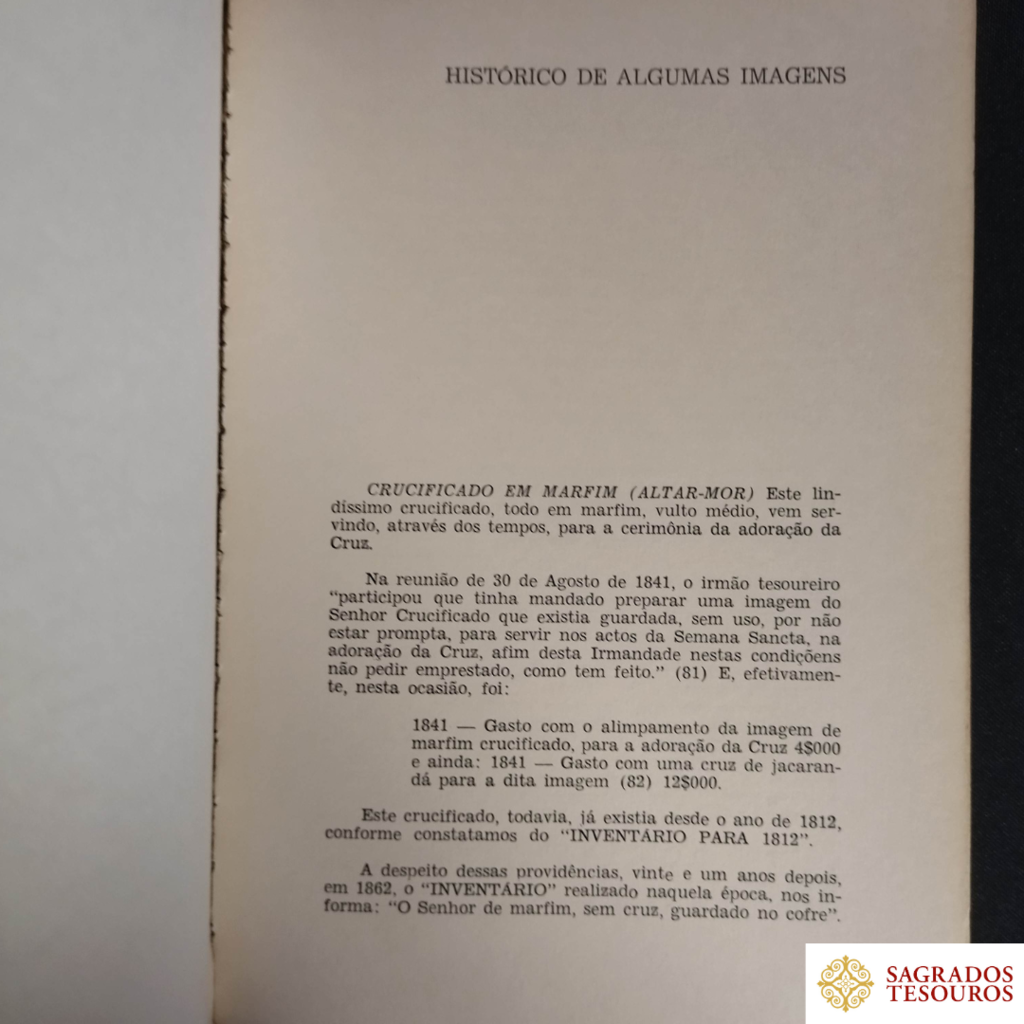 HISTÓRICO DE ALGUMAS IMAGENS
CRUCIFICADO EM MARFIM (ALTAR-MOR) Este lin-
díssimo crucificado, todo em marfim, vulto médio, vem ser-
vindo, através dos tempos, para a cerimônia da adoração da
Cruz.
Na reunião de 30 de Agosto de 1841, o irmão tesoureiro
“participou que tinha mandado preparar uma imagem do
Senhor Crucificado que existia guardada, sem uso, por não
estar prompta, para servir nos actos da Semana Sancta, na
adoração da Cruz, afim desta Irmandade nestas condiçõens
não pedir emprestado, como tem feito.” (81) E, efetivamen-
te, nesta ocasião, foi:
1841 — Gasto com o alimpamento da imagem de
marfim crucificado, para a adoração da Cruz 4$000
e ainda: 1841 — Gasto com uma cruz de jacaran-
dá para a dita imagem (82) 12$000.
Este crucificado, todavia, já existia desde o ano de 1812,
conforme constatamos do “INVENTÁRIO PARA 1812”.
A despeito dessas providências, vinte e um anos depois,
em 1862, o “INVENTÁRIO” realizado naquela época, nos in-
forma: “O Senhor de marfim, sem cruz, guardado no cofre”.
SAGRADOS
TESOUROS